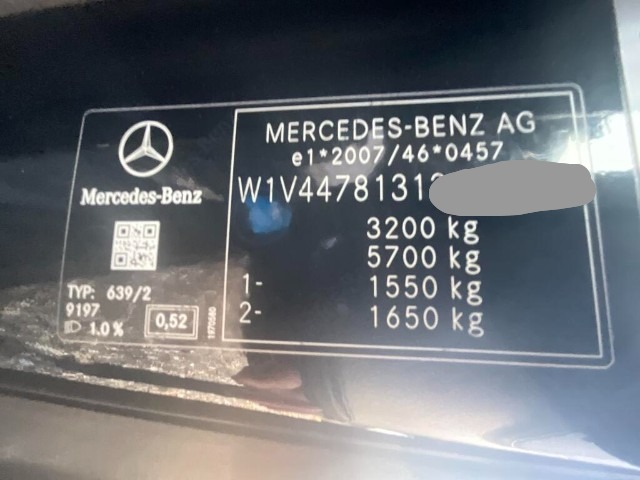 Mercedes-Benz
TYP: 639/2
9197
1.0 %
0,52
MERCEDES-BENZ AG
e1*2007/46*0457
W1V44781313
3200 kg
5700 kg
1- 1550 kg
2- 1650 kg